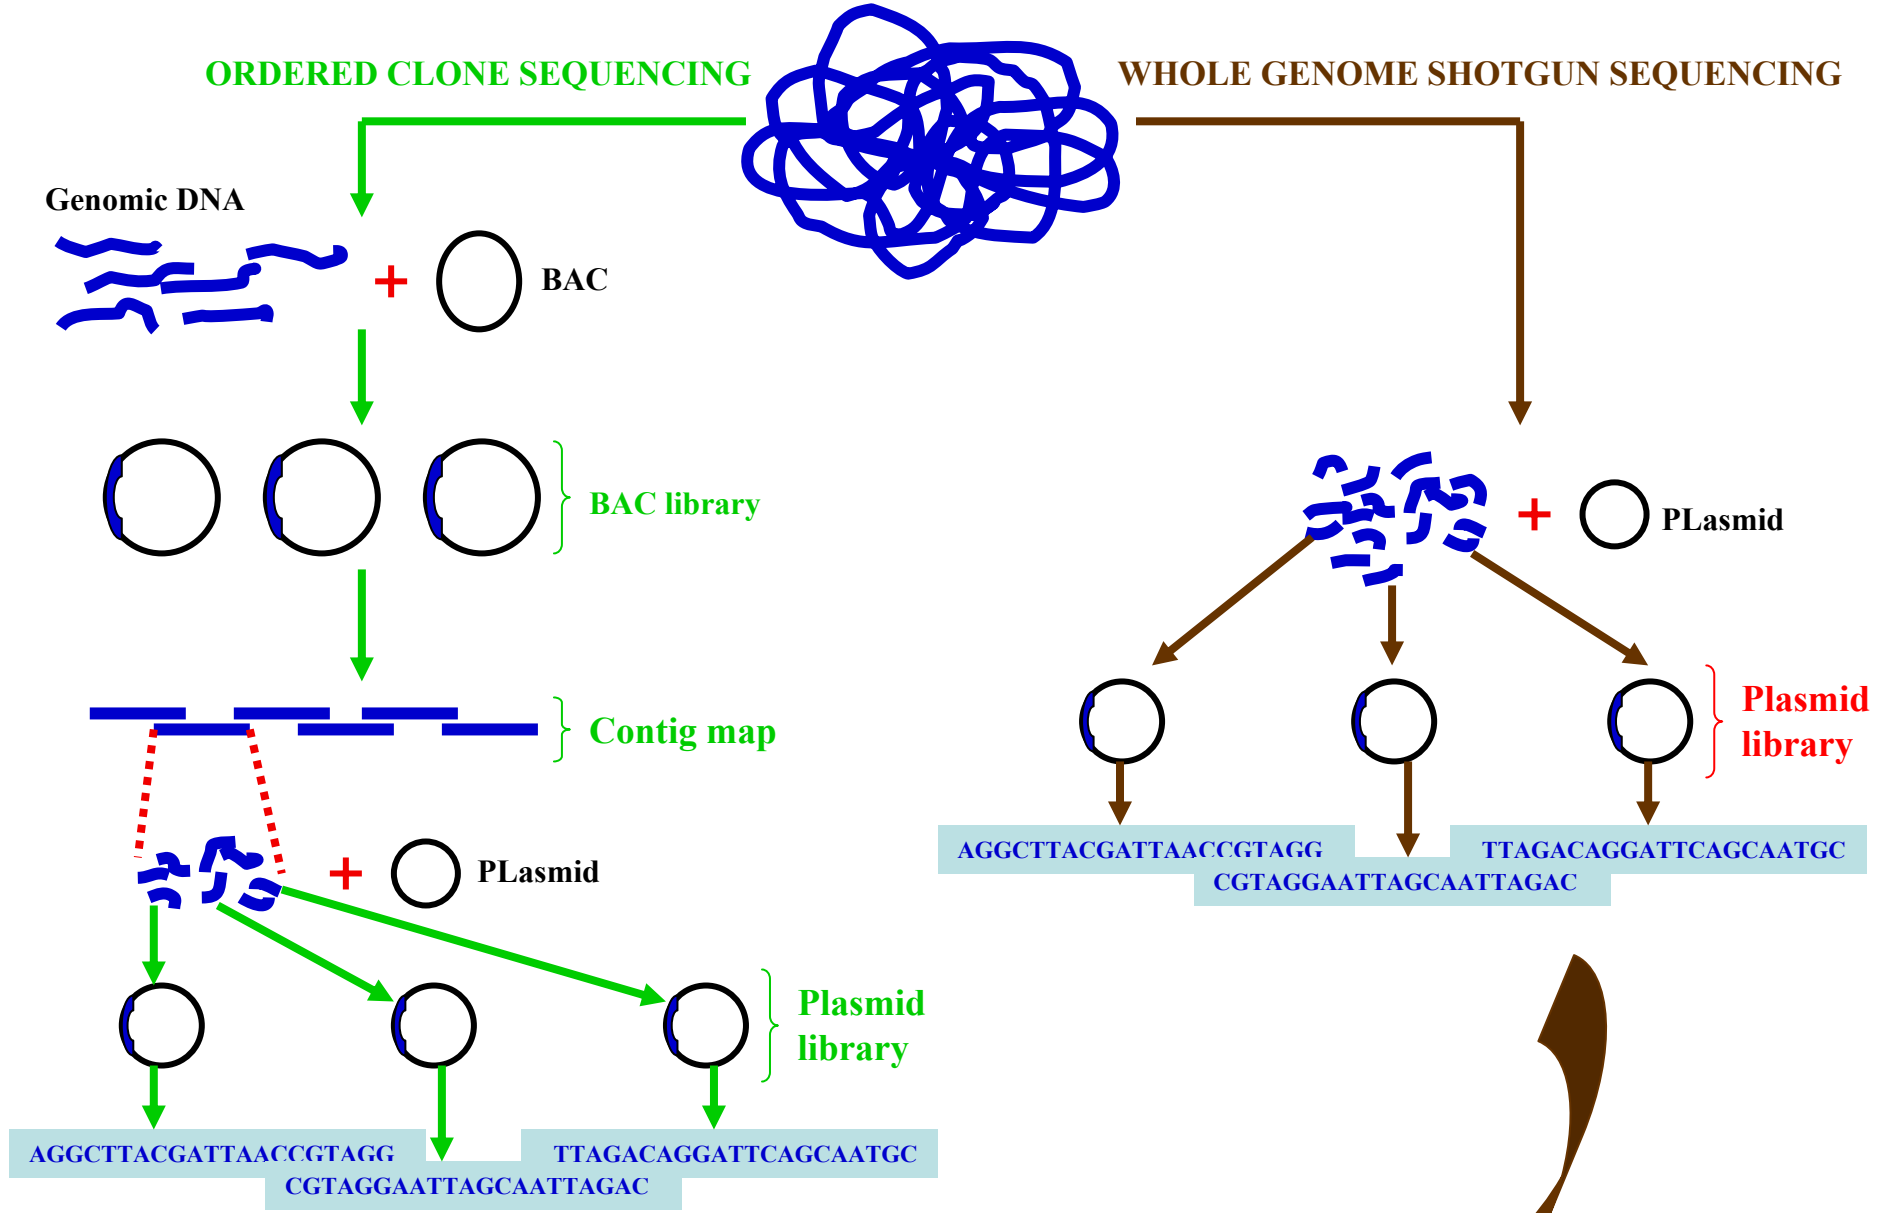 ORDERED CLONE SEQUENCING
WHOLE GENOME SHOTGUN SEQUENCING
Genomic DNA
BAC
BAC library
PLasmid
Plasmid
library
Contig map
AGGCTTACGATTAACCGTAGG
TTAGACAGGATTCAGCAATGC
CGTAGGAATTAGCAATTAGAC
PLasmid
Plasmid
library
AGGCTTACGATTAACCGTAGG
TTAGACAGGATTCAGCAATGC
CGTAGGAATTAGCAATTAGAC